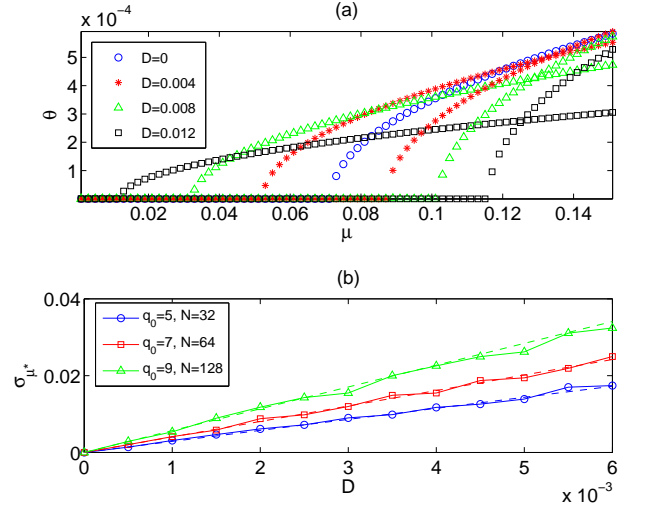 (a)
× 10⁻⁴
θ
5
4
3
2
1
D=0
D=0.004
D=0.008
D=0.012
0.02 0.04 0.06 0.08 0.1 0.12 0.14
μ
(b)
σμ*
0.04
0.02
0
q₀=5, N=32
q₀=7, N=64
q₀=9, N=128
0 1 2 3 4 5 6
D
x 10⁻³